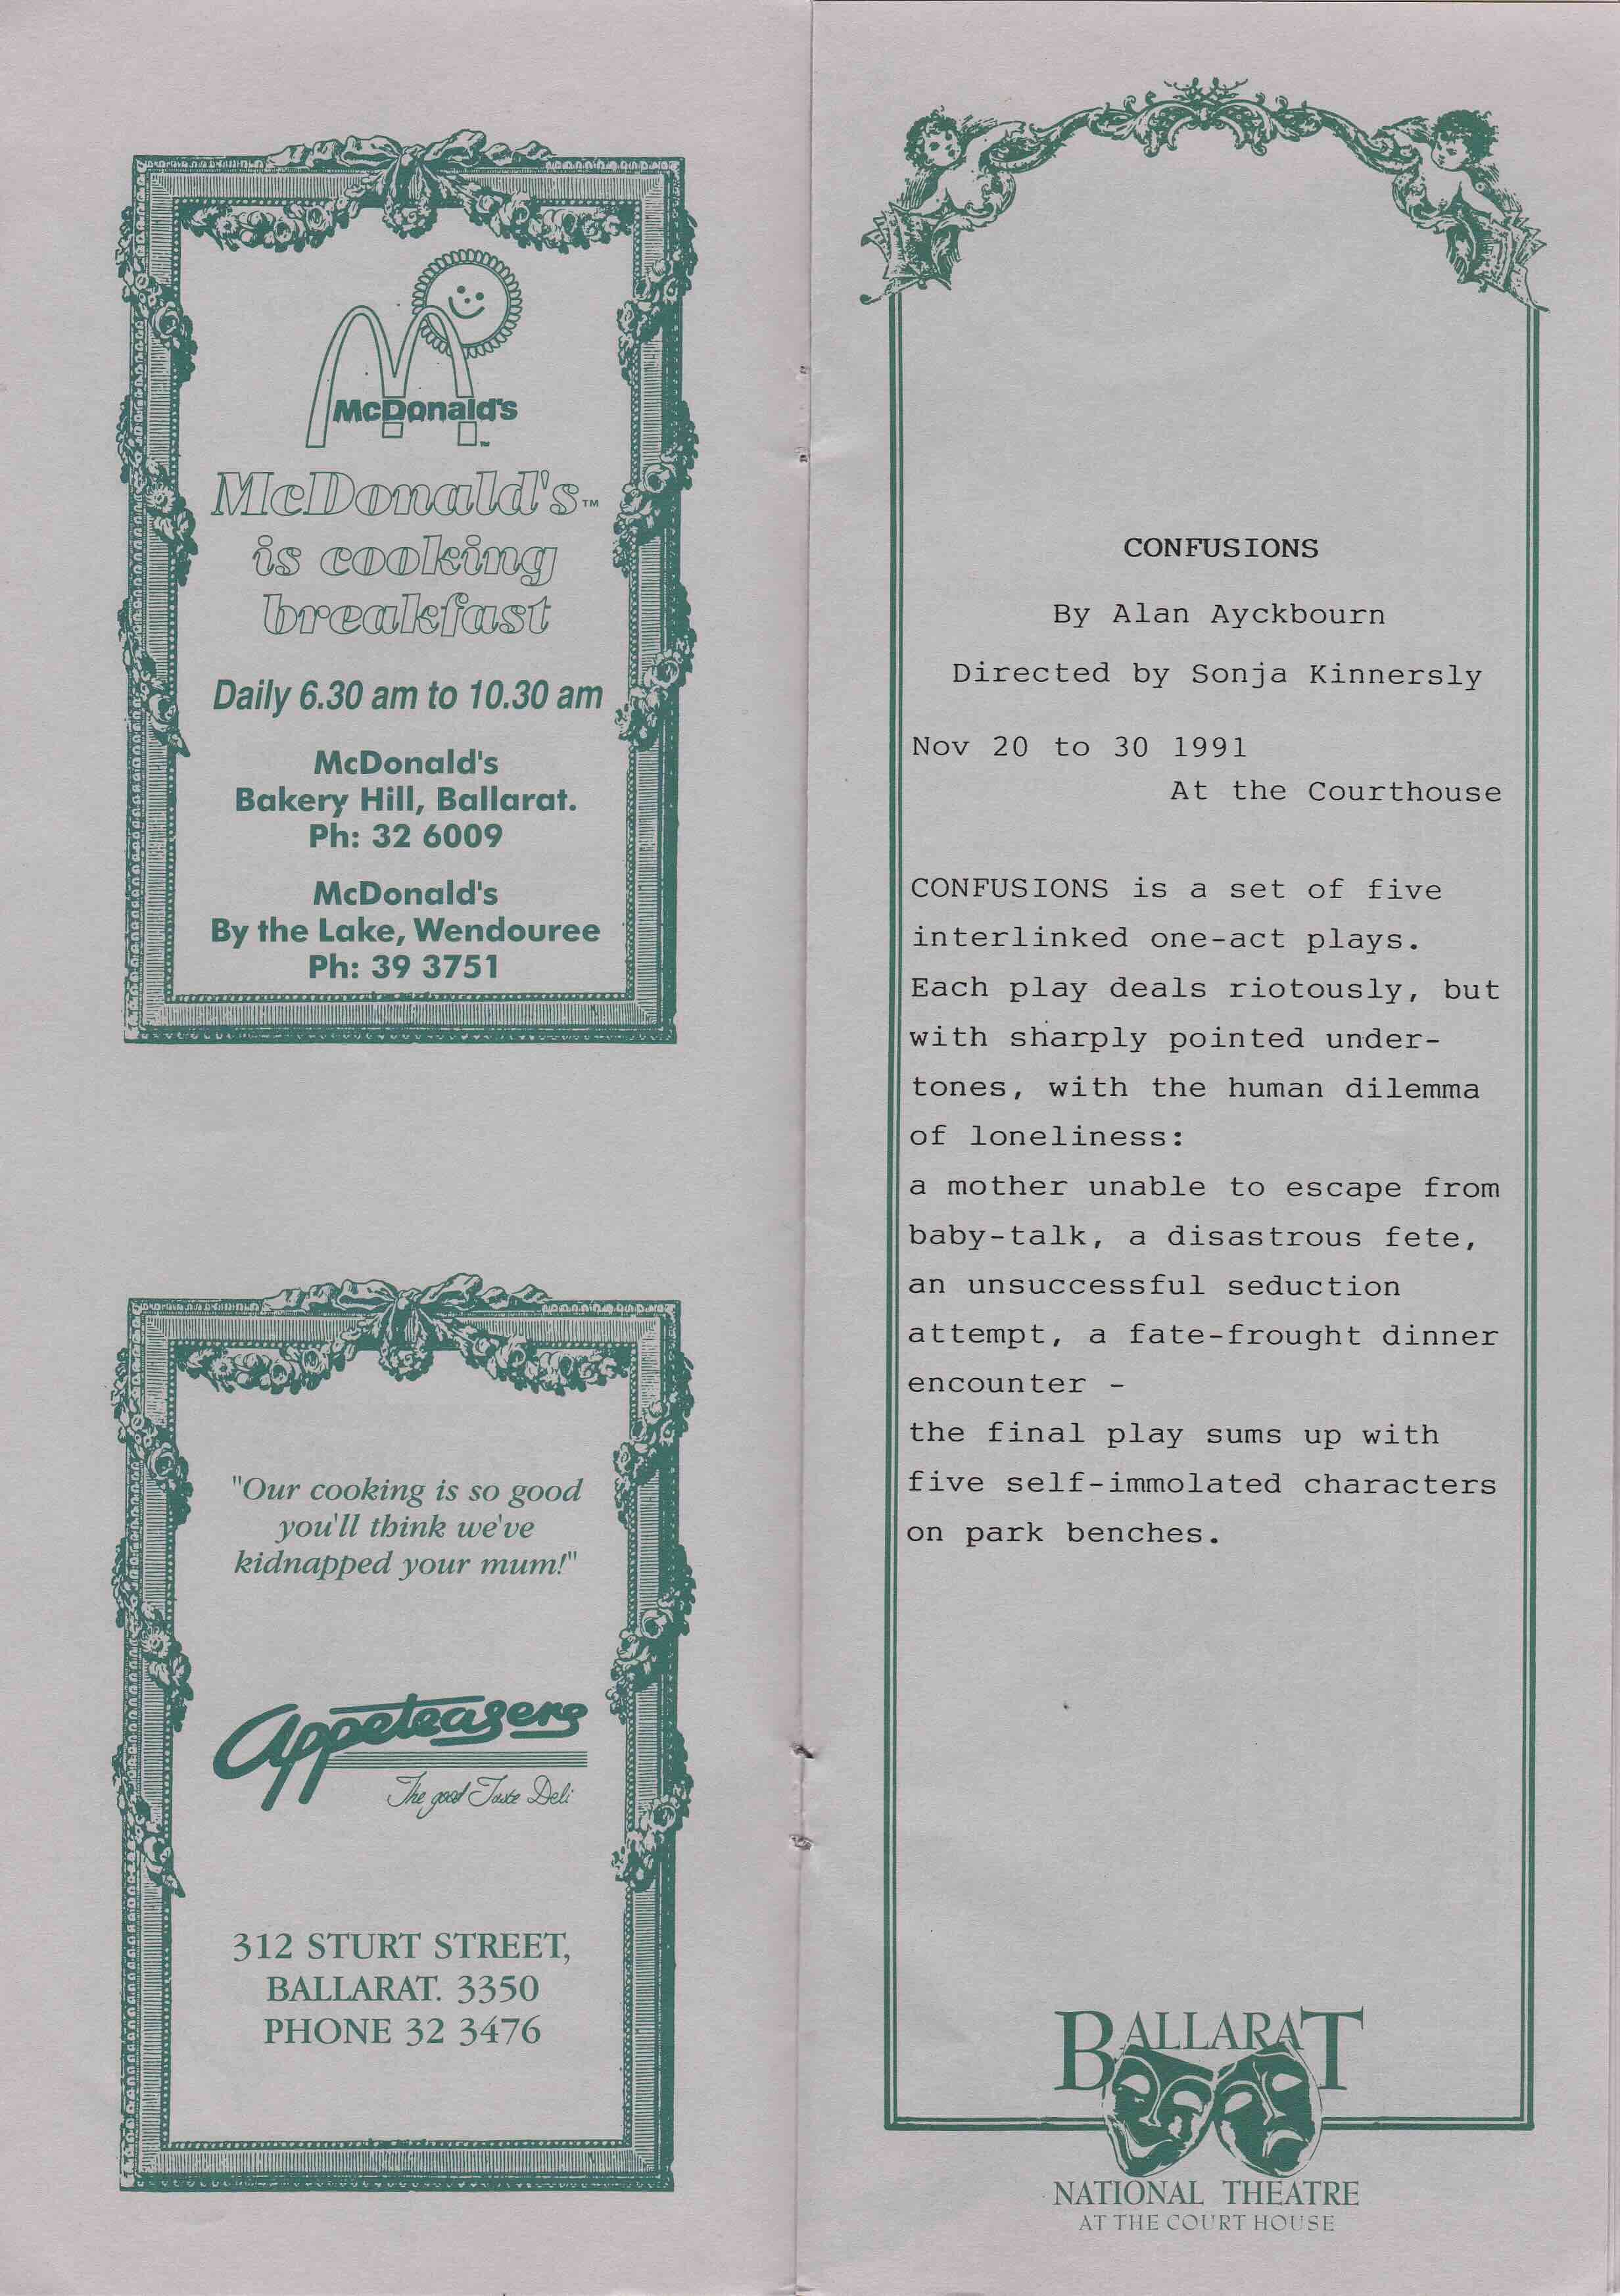 McDonald's™
McDonald's™
is cooking
breakfast
Daily 6.30 am to 10.30 am
McDonald's
Bakery Hill, Ballarat.
Ph: 32 6009
McDonald's
By the Lake, Wendouree
Ph: 39 3751
"Our cooking is so good
you'll think we've
kidnapped your mum!"
Appeteasers
The good Taste Deli
312 STURT STREET,
BALLARAT. 3350
PHONE 32 3476
CONFUSIONS
By Alan Ayckbourn
Directed by Sonja Kinnersly
Nov 20 to 30 1991
At the Courthouse
CONFUSIONS is a set of five
interlinked one-act plays.
Each play deals riotously, but
with sharply pointed under-
tones, with the human dilemma
of loneliness:
a mother unable to escape from
baby-talk, a disastrous fete,
an unsuccessful seduction
attempt, a fate-frought dinner
encounter -
the final play sums up with
five self-immolated characters
on park benches.
BALLARAT
NATIONAL THEATRE
AT THE COURT HOUSE